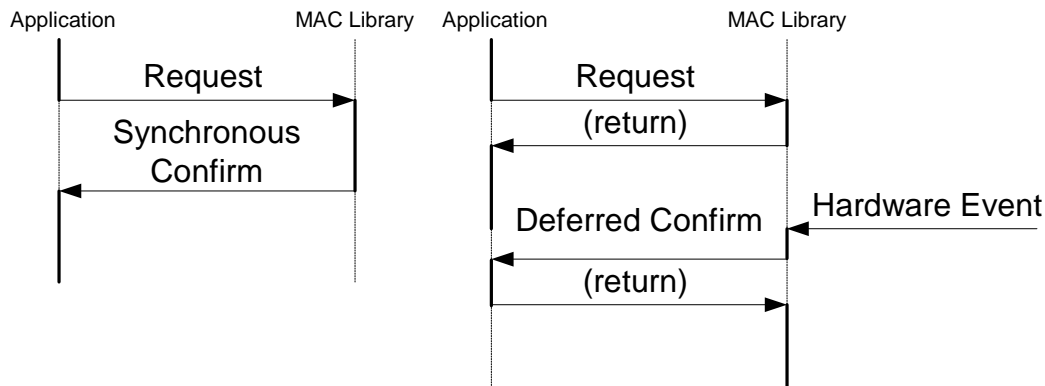 Application
MAC Library
Request
Synchronous
Confirm
Application
MAC Library
Request
(return)
Deferred Confirm
Hardware Event
(return)